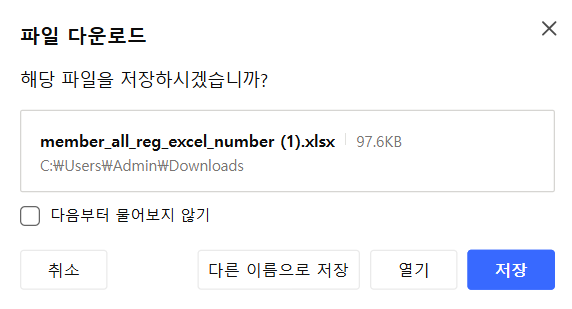 파일 다운로드
해당 파일을 저장하시겠습니까?
member_all_reg_excel_number (1).xlsx 97.6KB
C:₩Users₩Admin₩Downloads
다음부터 물어보지 않기
취소 다른 이름으로 저장 열기 저장